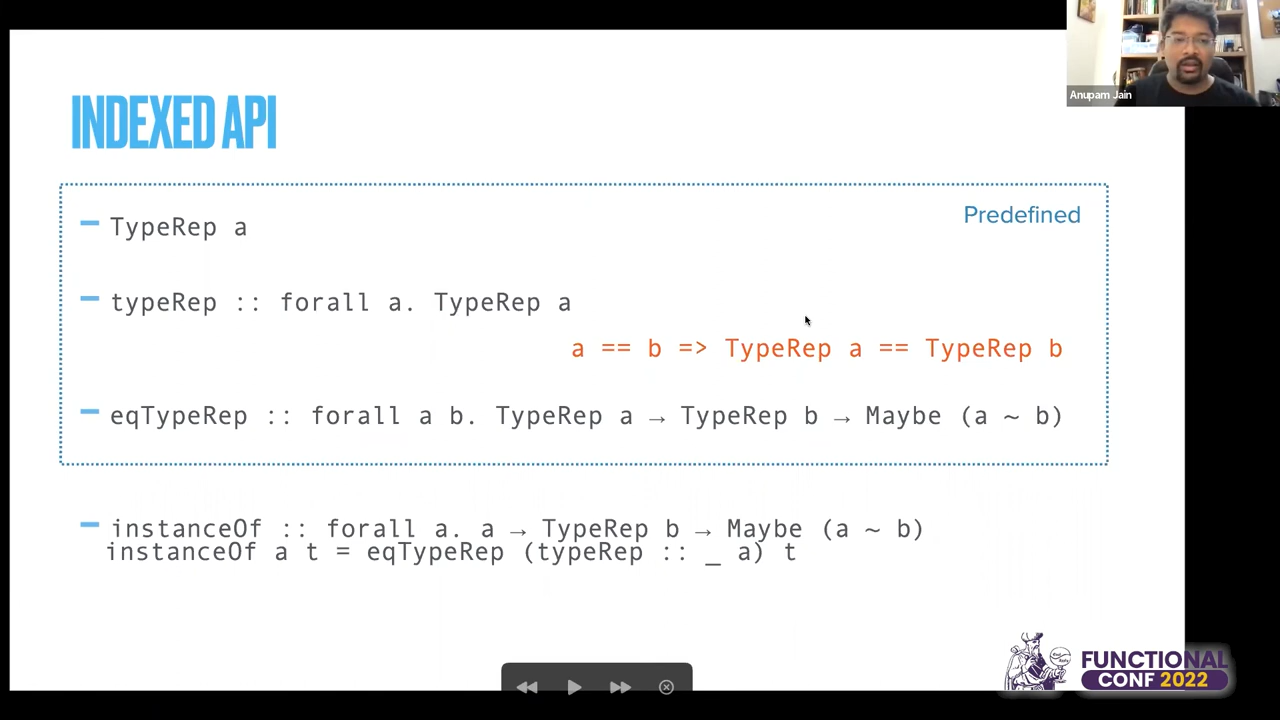 Anupam Jain
INDEXED API
Predefined
TypeRep a
typeRep :: forall a. TypeRep a
a == b => TypeRep a == TypeRep b
eqTypeRep :: forall a b. TypeRep a → TypeRep b → Maybe (a ~ b)
instanceOf :: forall a. a → TypeRep b → Maybe (a ~ b)
instanceOf a t = eqTypeRep (typeRep :: _ a) t
FUNCTIONAL
CONF 2022